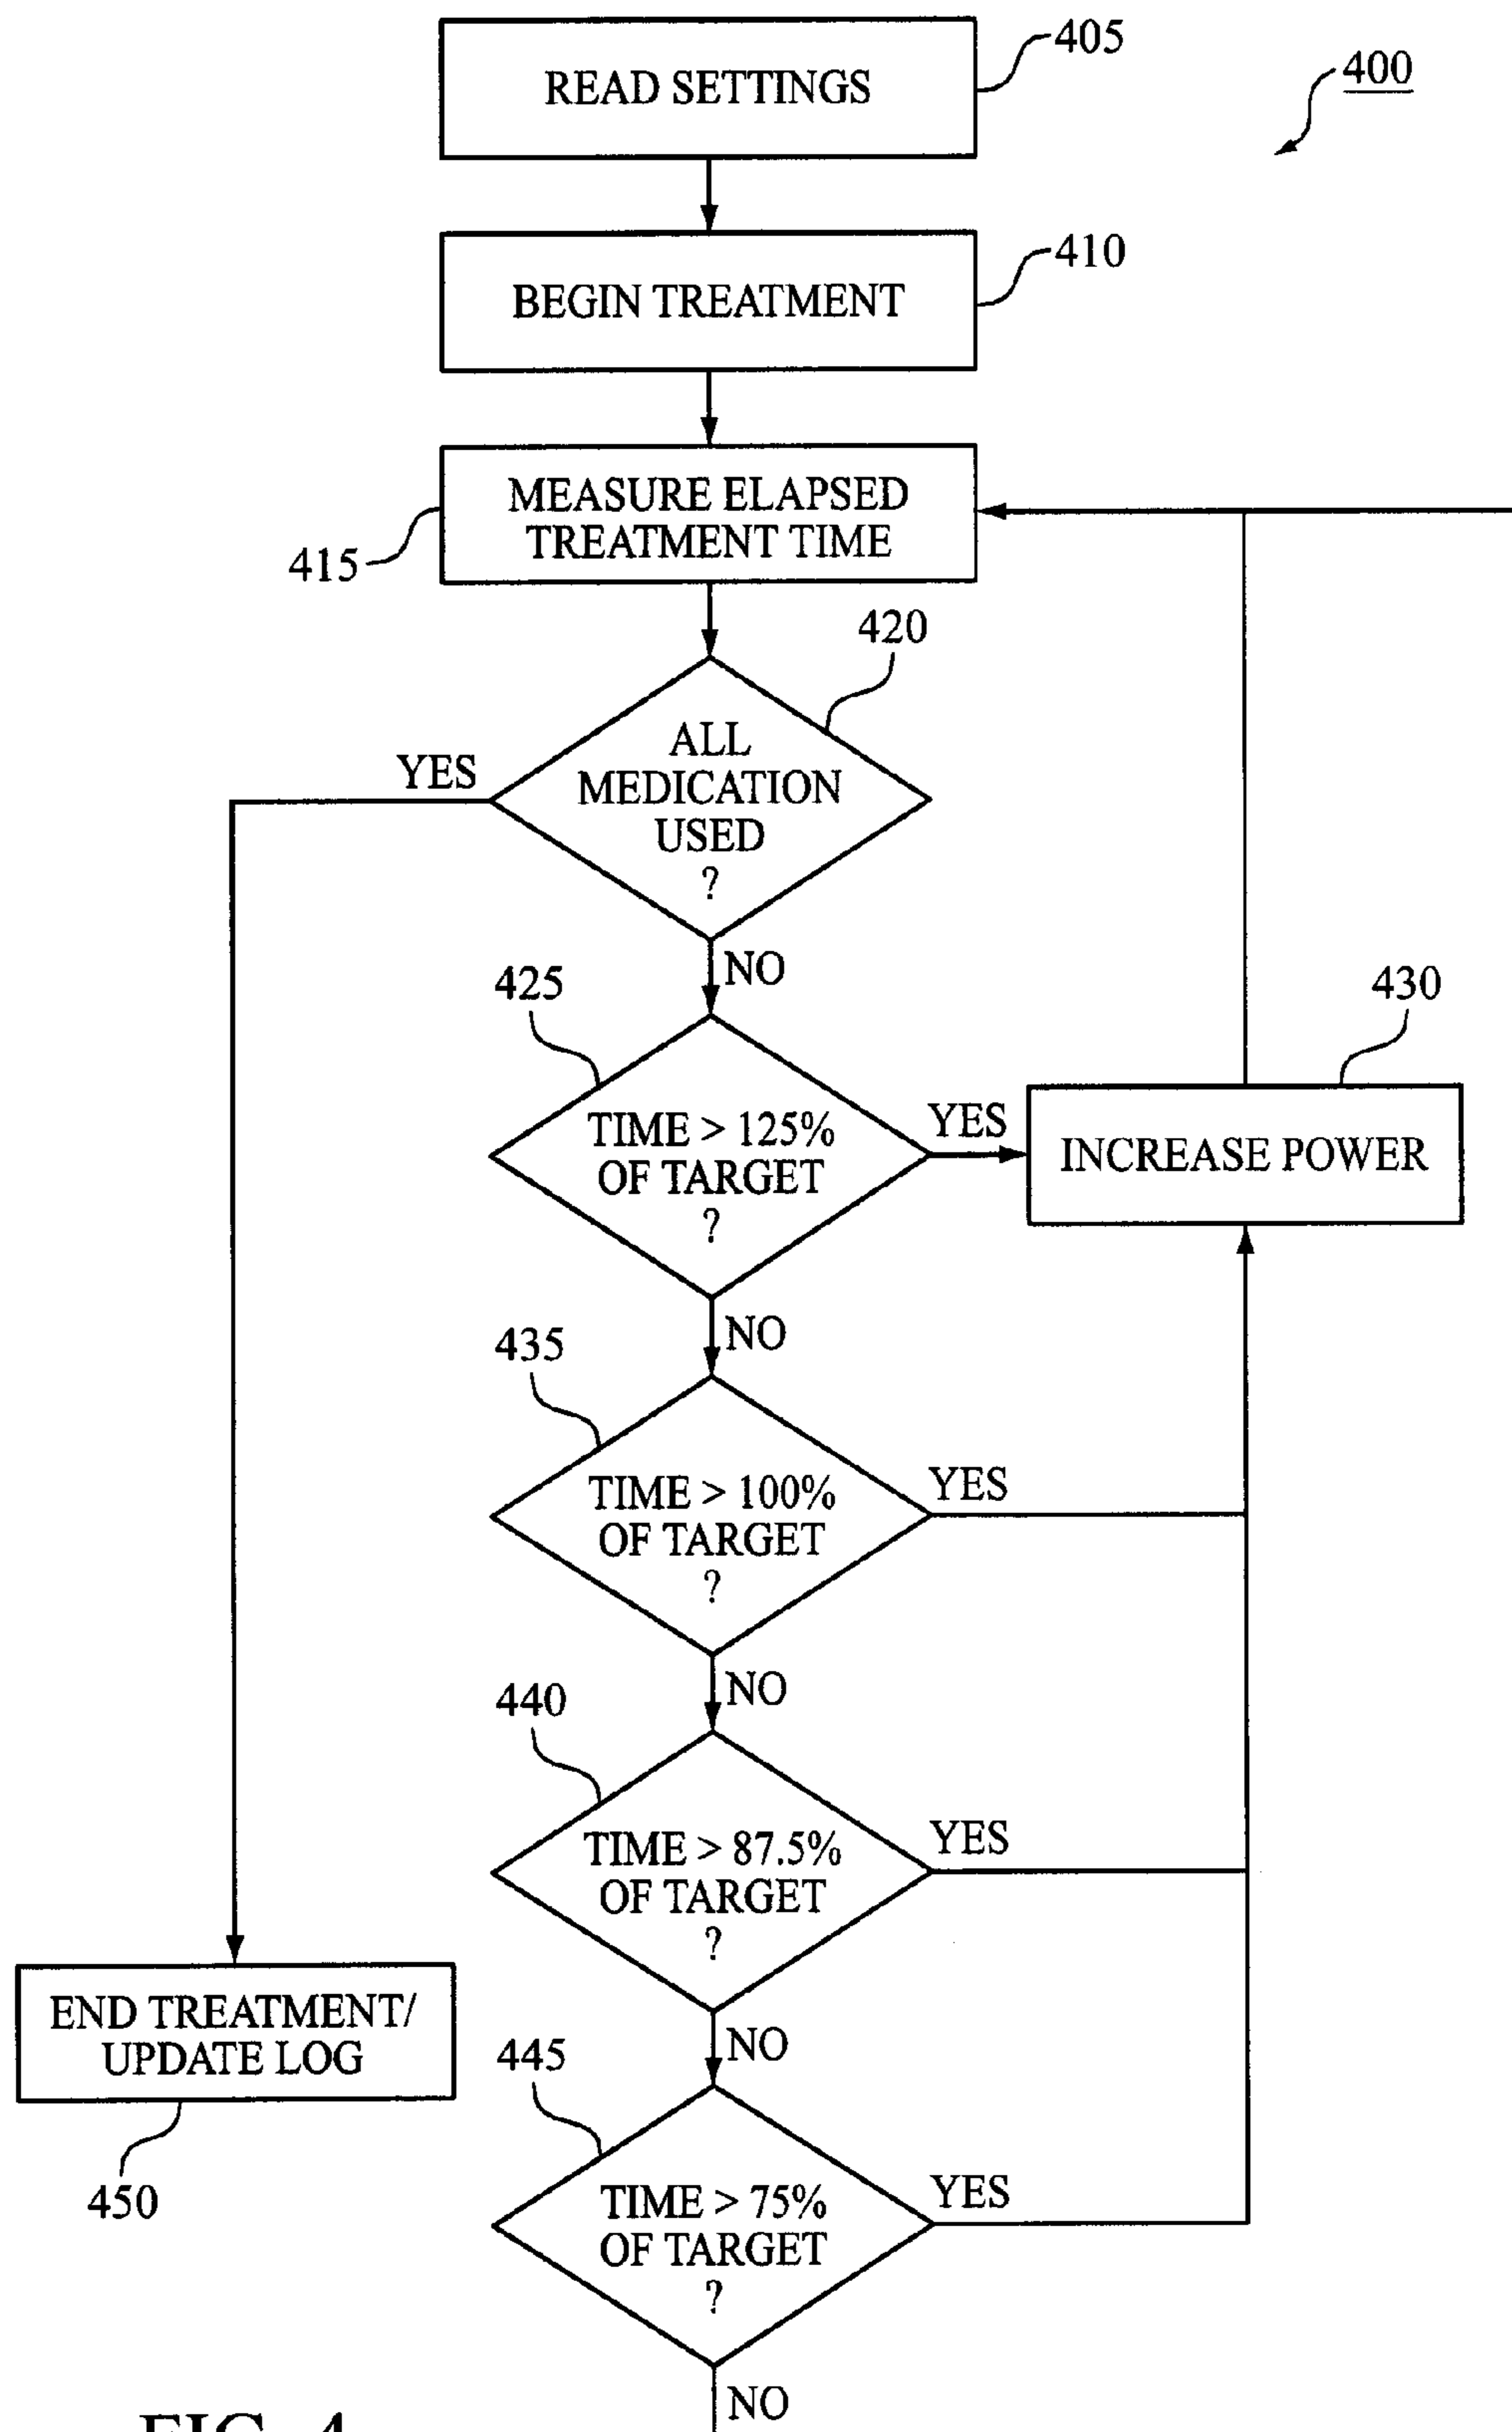 READ SETTINGS
405
400
BEGIN TREATMENT
410
MEASURE ELAPSED
TREATMENT TIME
415
420
ALL
MEDICATION
USED
?
YES
NO
425
430
TIME > 125%
OF TARGET
?
YES
INCREASE POWER
NO
435
TIME > 100%
OF TARGET
?
YES
NO
440
TIME > 87.5%
OF TARGET
?
YES
END TREATMENT/
UPDATE LOG
450
NO
445
TIME > 75%
OF TARGET
?
YES
NO
FIG. 4